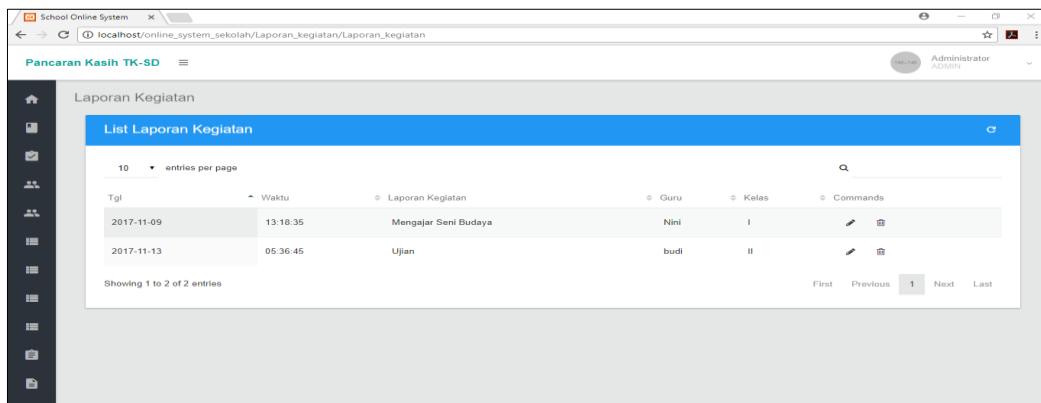 School Online System
localhost/online_system_sekolah/Laporan_kegiatan/Laporan_kegiatan
Pancaran Kasih TK-SD
Administrator
ADMIN
Laporan Kegiatan
List Laporan Kegiatan
10 entries per page
Tgl Waktu Laporan Kegiatan Guru Kelas Commands
2017-11-09 13:18:35 Mengajar Seni Budaya Nini I
2017-11-13 05:36:45 Ujian budi II
Showing 1 to 2 of 2 entries
First Previous 1 Next Last